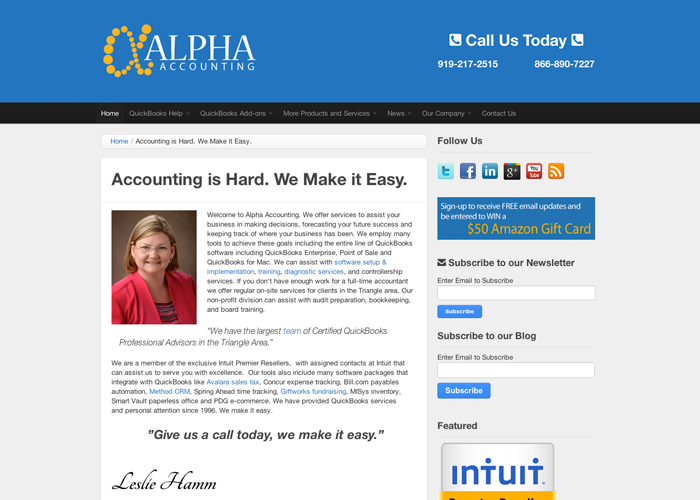 ALPHA
ACCOUNTING
Call Us Today
919-217-2515 866-890-7227
Home QuickBooks Help QuickBooks Add-ons More Products and Services News Our Company Contact Us
Home / Accounting is Hard. We Make it Easy.
Accounting is Hard. We Make it Easy.
Welcome to Alpha Accounting. We offer services to assist your
business in making decisions, forecasting your future success and
keeping track of where your business has been. We employ many
tools to achieve these goals including the entire line of QuickBooks
software including QuickBooks Enterprise, Point of Sale and
QuickBooks for Mac. We can assist with software setup &
implementation, training, diagnostic services, and controllership
services. If you don't have enough work for a full-time accountant
we offer regular on-site services for clients in the Triangle area. Our
non-profit division can assist with audit preparation, bookkeeping,
and board training.
"We have the largest team of Certified QuickBooks
Professional Advisors in the Triangle Area."
We are a member of the exclusive Intuit Premier Resellers, with assigned contacts at Intuit that
can assist us to serve you with excellence. Our tools also include many software packages that
integrate with QuickBooks like Avalara sales tax, Concur expense tracking, Bill.com payables
automation, Method CRM, Spring Ahead time tracking, Giftworks fundraising, MISys inventory,
Smart Vault paperless office and PDG e-commerce. We have provided QuickBooks services
and personal attention since 1996. We make it easy.
"Give us a call today, we make it easy."
Leslie Hamm
Follow Us
You Tube
Sign-up to receive FREE email updates and
be entered to WIN a
$50 Amazon Gift Card
Subscribe to our Newsletter
Enter Email to Subscribe
Subscribe
Subscribe to our Blog
Enter Email to Subscribe
Subscribe
Featured
intuit